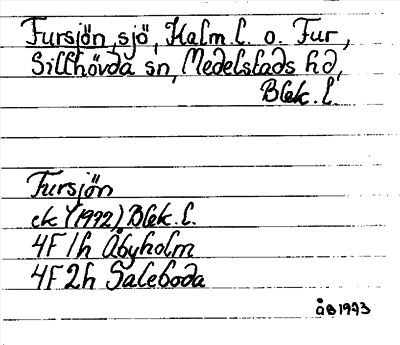 Fursjön, sjö, Kalm. l. o. Fur,
Sillhövda sn, Medelstads hd,
Blek. l.
Fursjön
ek Y (1972) Blek. l.
4F 1h Åbyholm
4F 2h Saleboda
ÅB 1973